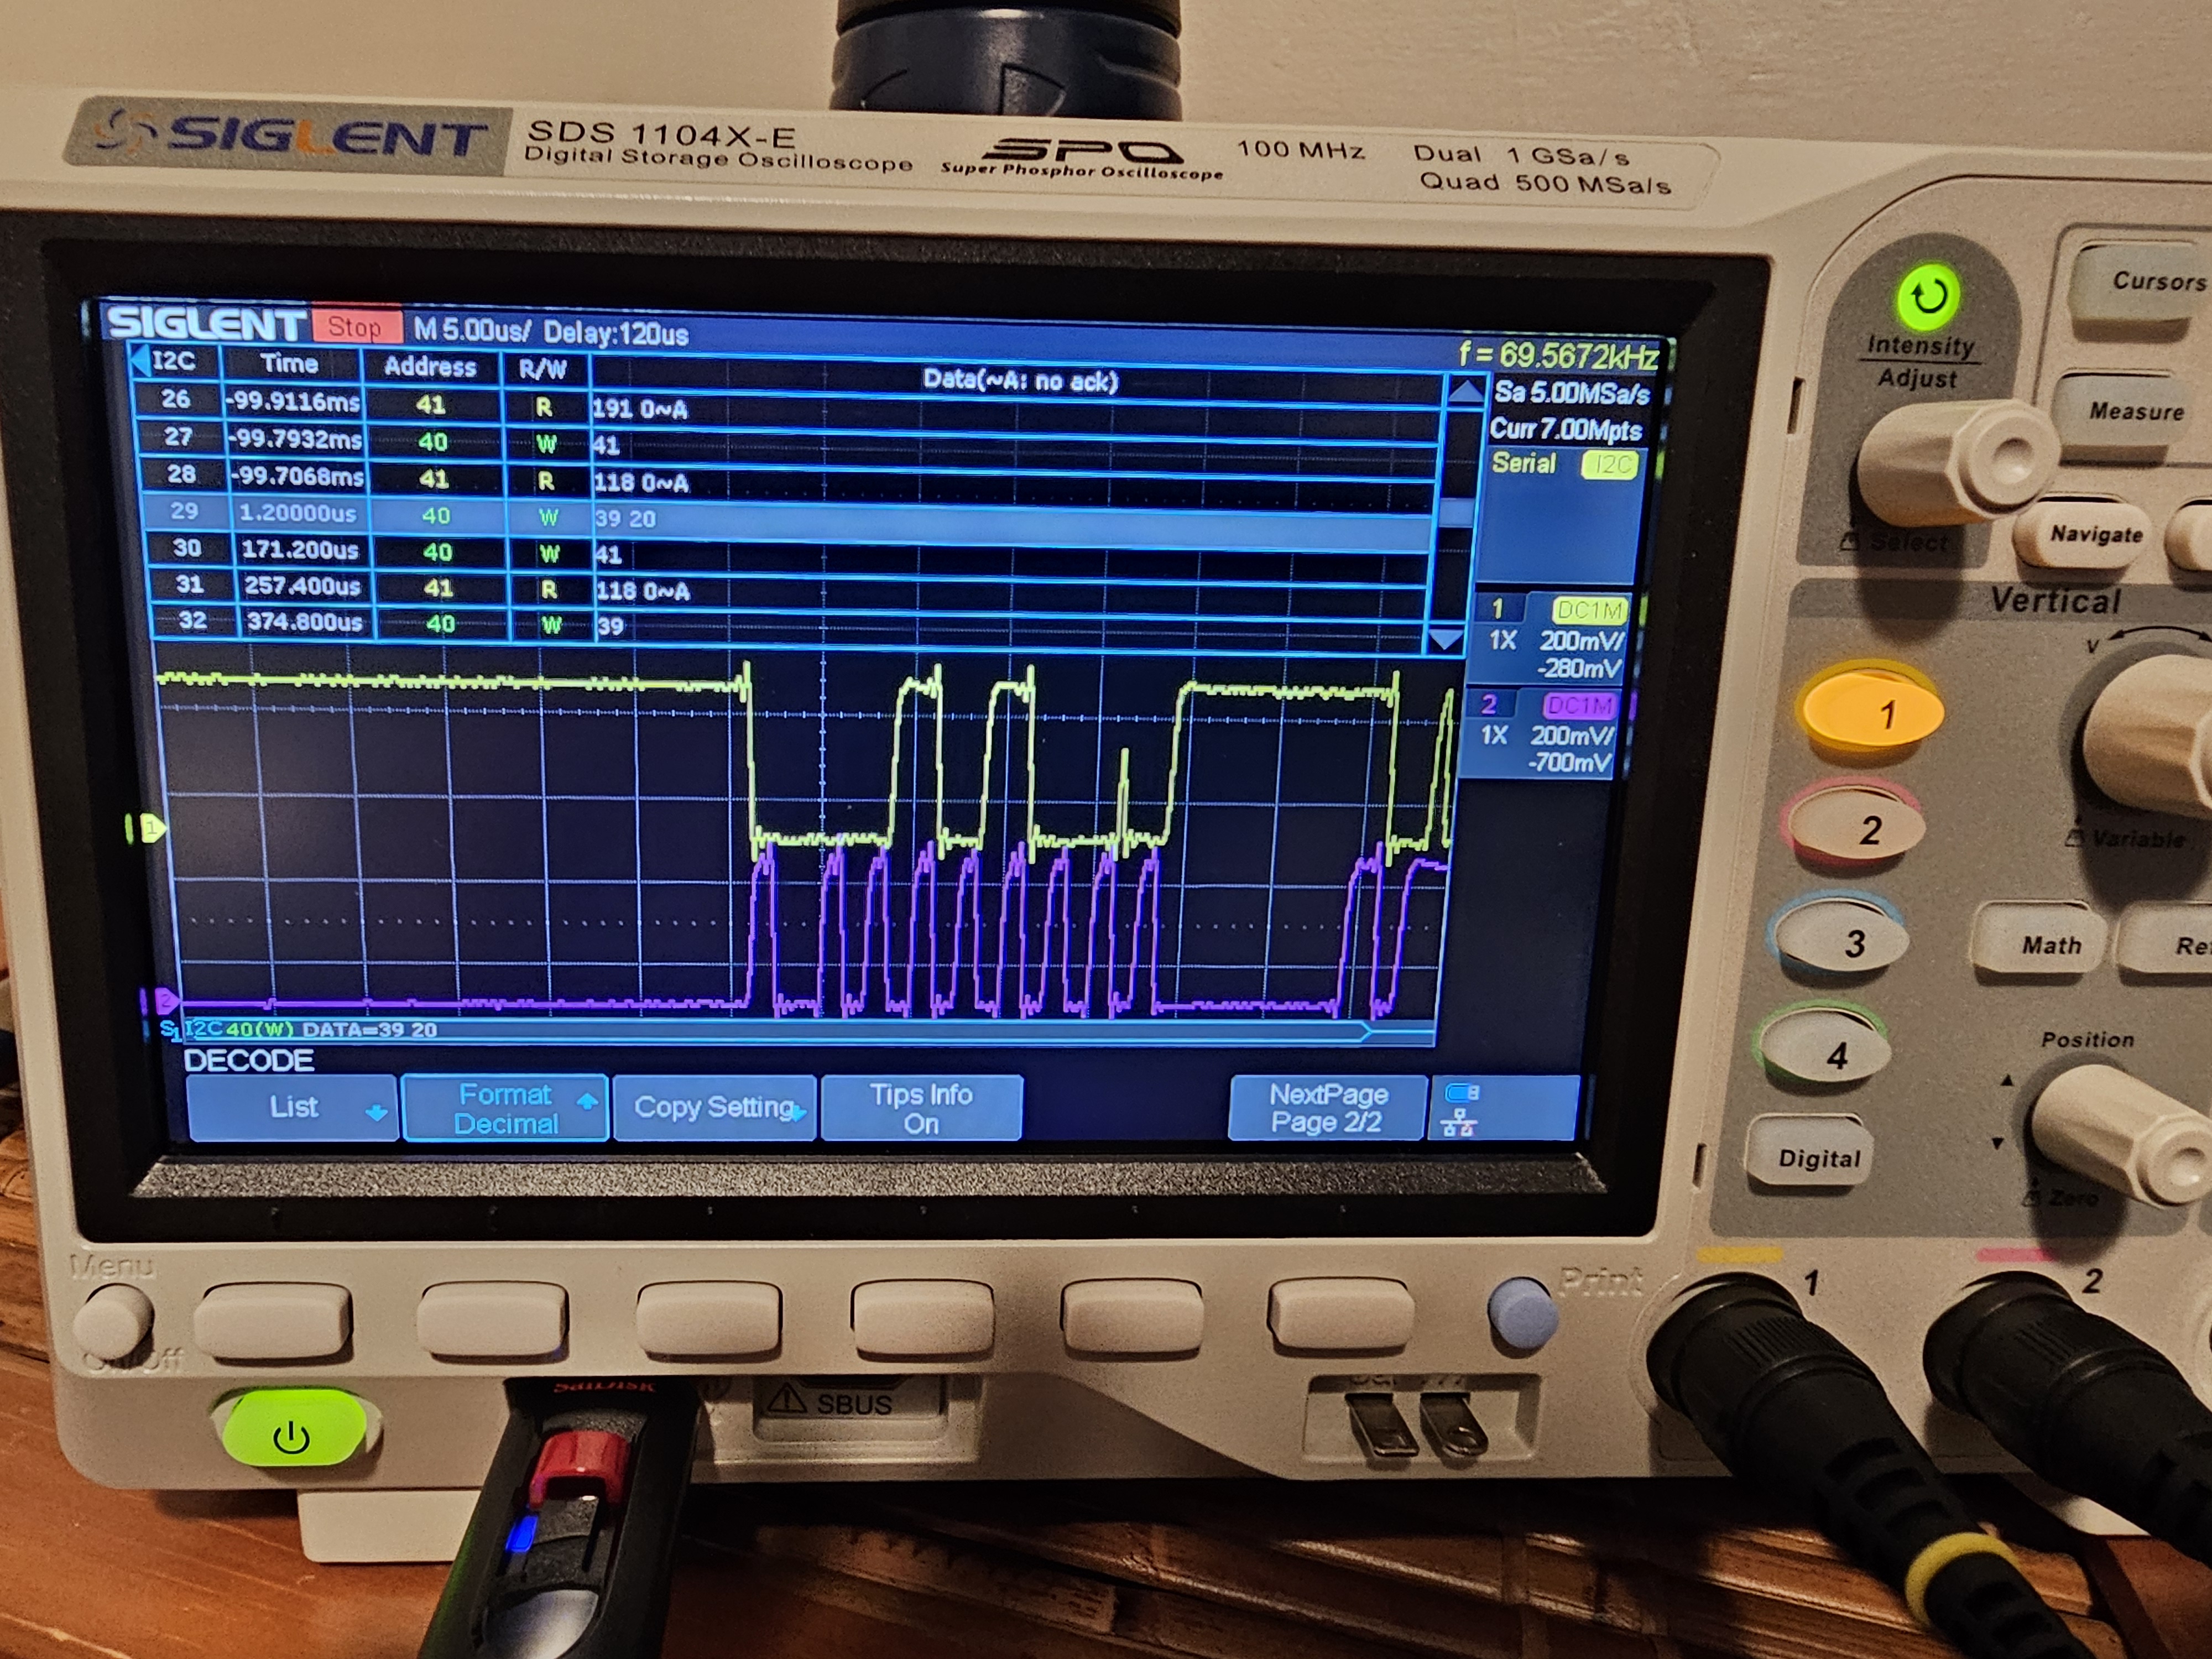 SIGLENT SDS 1104X-E
Digital Storage Oscilloscope
SPO
Super Phosphor Oscilloscope
100 MHz
Dual 1 GSa/s
Quad 500 MSa/s
SIGLENT Stop M 5.00us/ Delay:120us
f = 69.5672kHz
I2C Time Address R/W Data(~A: no ack)
26 -99.9116ms 41 R 191 0~A
27 -99.7932ms 40 W 41
28 -99.7068ms 41 R 118 0~A
29 1.20000us 40 W 39 20
30 171.200us 40 W 41
31 257.400us 41 R 118 0~A
32 374.800us 40 W 39
Sa 5.00MSa/s
Curr 7.00Mpts
Serial I2C
1 DC1M
1X 200mV/
-280mV
2 DC1M
1X 200mV/
-700mV
1
2
S1 I2C 40(W) DATA=39 20
DECODE
List
Format
Decimal
Copy Setting
Tips Info
On
NextPage
Page 2/2
Intensity
Adjust
Select
Cursors
Measure
Navigate
Vertical
V
1
2
3
4
Variable
Math
Digital
Position
Zero
Menu
On/Off
Print
1
2
SanDisk
SBUS